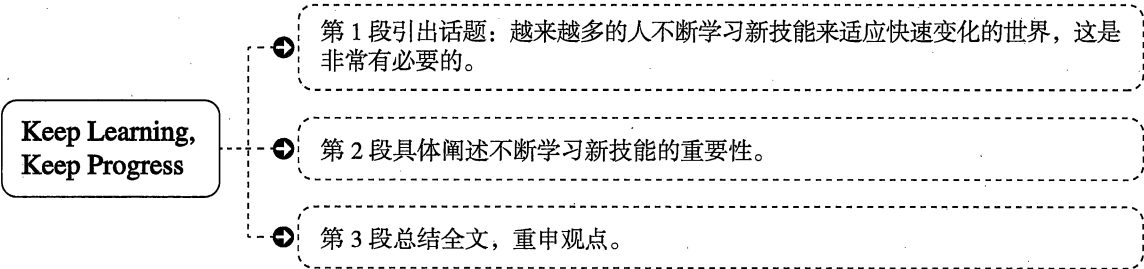 第1段引出话题：越来越多的人不断学习新技能来适应快速变化的世界，这是
非常有必要的。
Keep Learning,
Keep Progress
第2段具体阐述不断学习新技能的重要性。
第3段总结全文，重申观点。